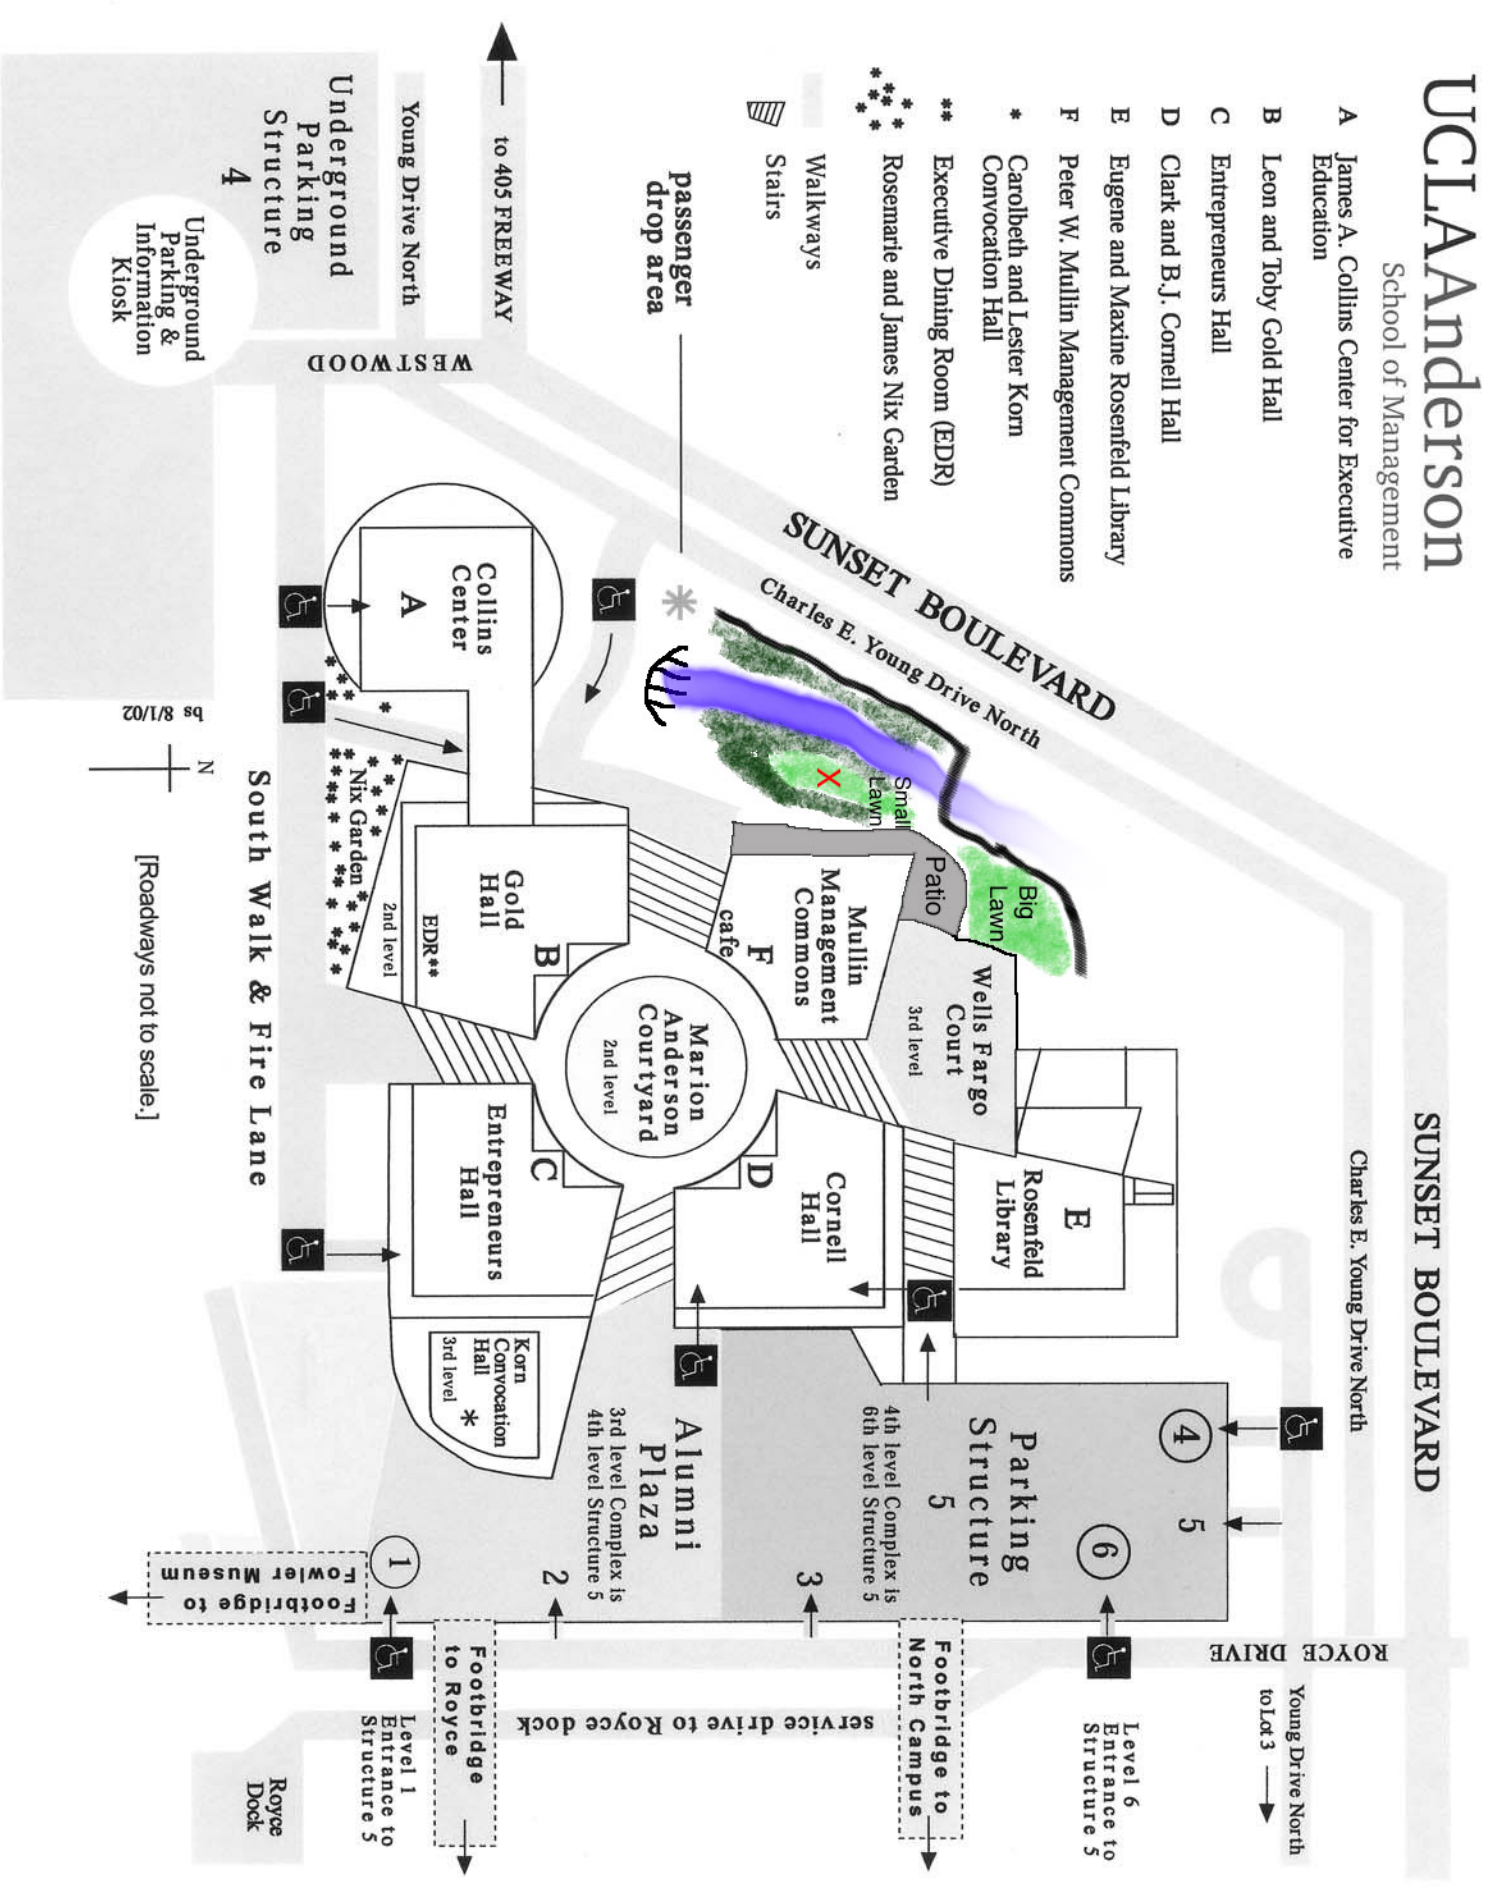 UCLAAnderson
School of Management
A James A. Collins Center for Executive
Education
B Leon and Toby Gold Hall
C Entrepreneurs Hall
D Clark and B.J. Cornell Hall
E Eugene and Maxine Rosenfeld Library
F Peter W. Mullin Management Commons
* Carolbeth and Lester Korn
Convocation Hall
** Executive Dining Room (EDR)
Rosemarie and James Nix Garden
Walkways
Stairs
passenger
drop area
to 405 FREEWAY
Young Drive North
Underground
Parking
Structure
4
Underground
Parking &
Information
Kiosk
WESTWOOD
SUNSET BOULEVARD
Charles E. Young Drive North
SUNSET BOULEVARD
Charles E. Young Drive North
Small
Lawn
X
Big
Lawn
Patio
Collins
Center
A
Nix Garden
Gold
Hall
B
EDR**
2nd level
Mullin
Management
Commons
F
cafe
Wells Fargo
Court
3rd level
Marion
Anderson
Courtyard
2nd level
E
Rosenfeld
Library
Cornell
Hall
D
Entrepreneurs
Hall
C
Korn
Convocation
Hall *
3rd level
Alumni
Plaza
3rd level Complex is
4th level Structure 5
Parking
Structure
5
4th level Complex is
6th level Structure 5
4
5
6
3
2
1
ROYCE DRIVE
Young Drive North
to Lot 3
Level 6
Entrance to
Structure 5
Footbridge to
North Campus
service drive to Royce dock
Footbridge
to Royce
Level 1
Entrance to
Structure 5
Footbridge to
Fowler Museum
Royce
Dock
South Walk & Fire Lane
N
bs 8/1/02
[Roadways not to scale.]